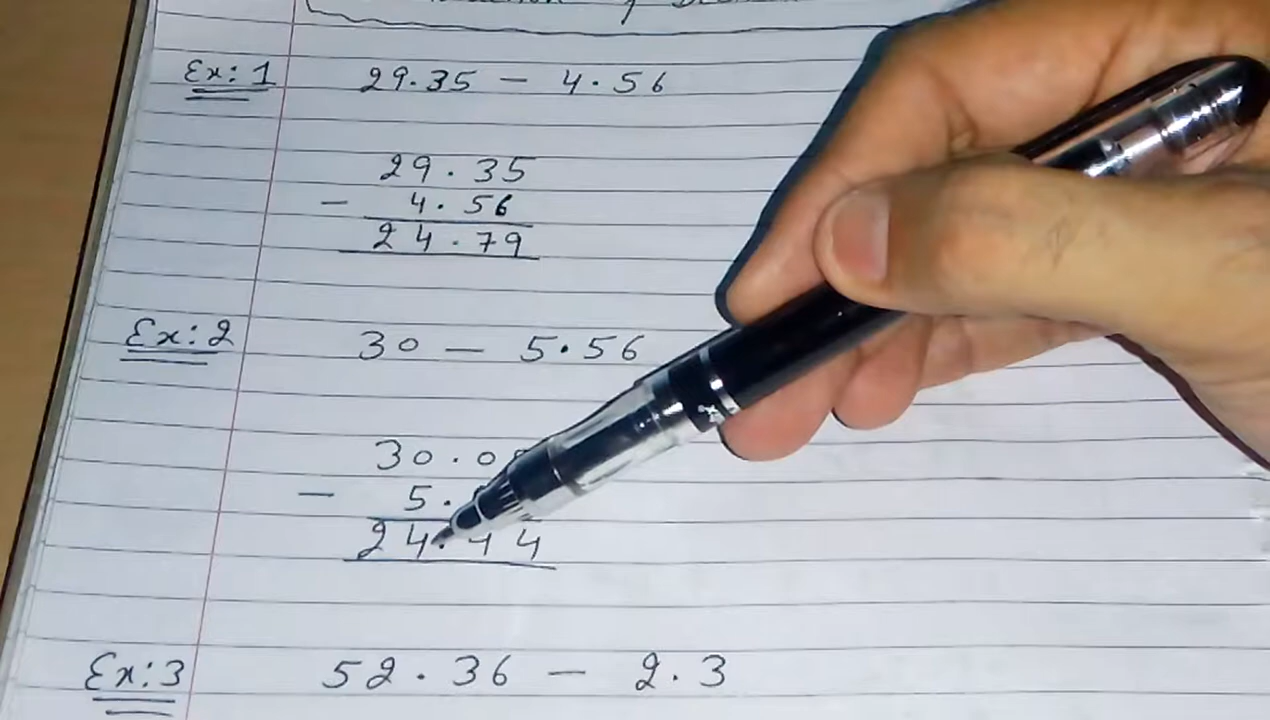 Ex: 1 29.35 - 4.56
29.35
- 4.56
24.79
Ex: 2 30 - 5.56
30.0
- 5.
24.44
Ex: 3 52.36 - 2.3